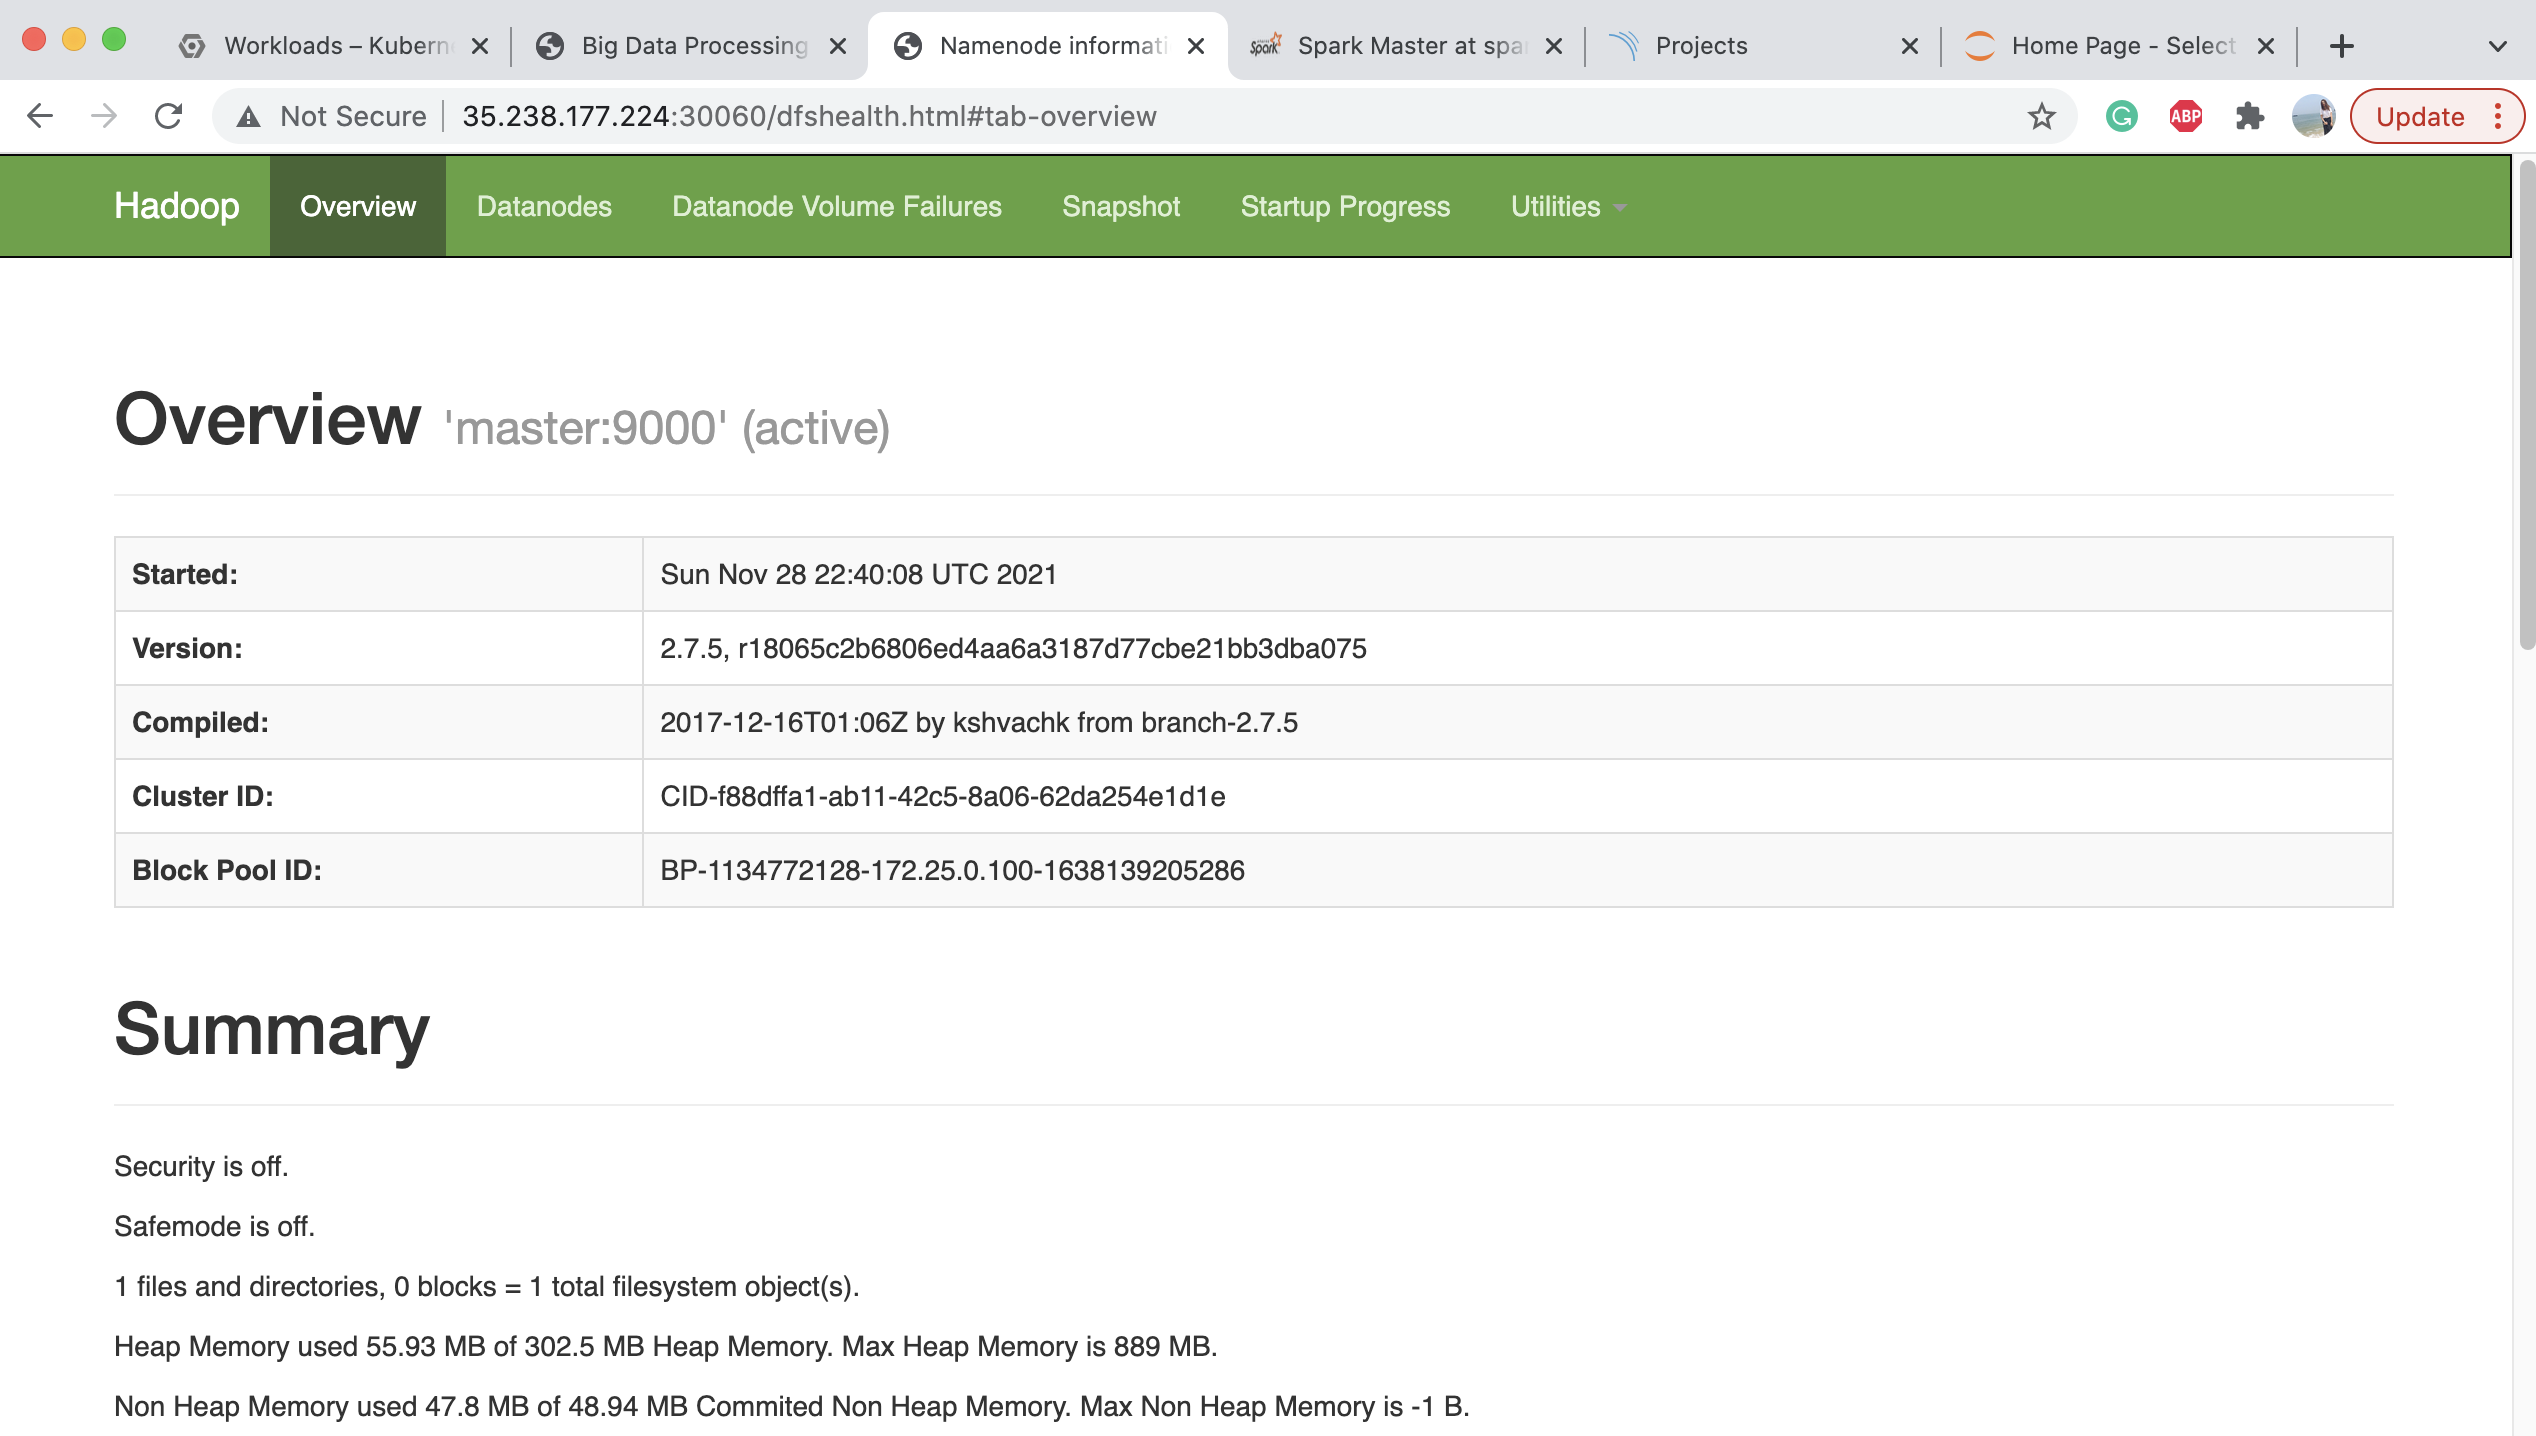 Workloads – Kuberne
Big Data Processing
Namenode informati
Spark Master at spar
Projects
Home Page - Select
Not Secure
35.238.177.224:30060/dfshealth.html#tab-overview
ABP
Update
Hadoop
Overview
Datanodes
Datanode Volume Failures
Snapshot
Startup Progress
Utilities
Overview 'master:9000' (active)
Started: Sun Nov 28 22:40:08 UTC 2021
Version: 2.7.5, r18065c2b6806ed4aa6a3187d77cbe21bb3dba075
Compiled: 2017-12-16T01:06Z by kshvachk from branch-2.7.5
Cluster ID: CID-f88dffa1-ab11-42c5-8a06-62da254e1d1e
Block Pool ID: BP-1134772128-172.25.0.100-1638139205286
Summary
Security is off.
Safemode is off.
1 files and directories, 0 blocks = 1 total filesystem object(s).
Heap Memory used 55.93 MB of 302.5 MB Heap Memory. Max Heap Memory is 889 MB.
Non Heap Memory used 47.8 MB of 48.94 MB Commited Non Heap Memory. Max Non Heap Memory is -1 B.